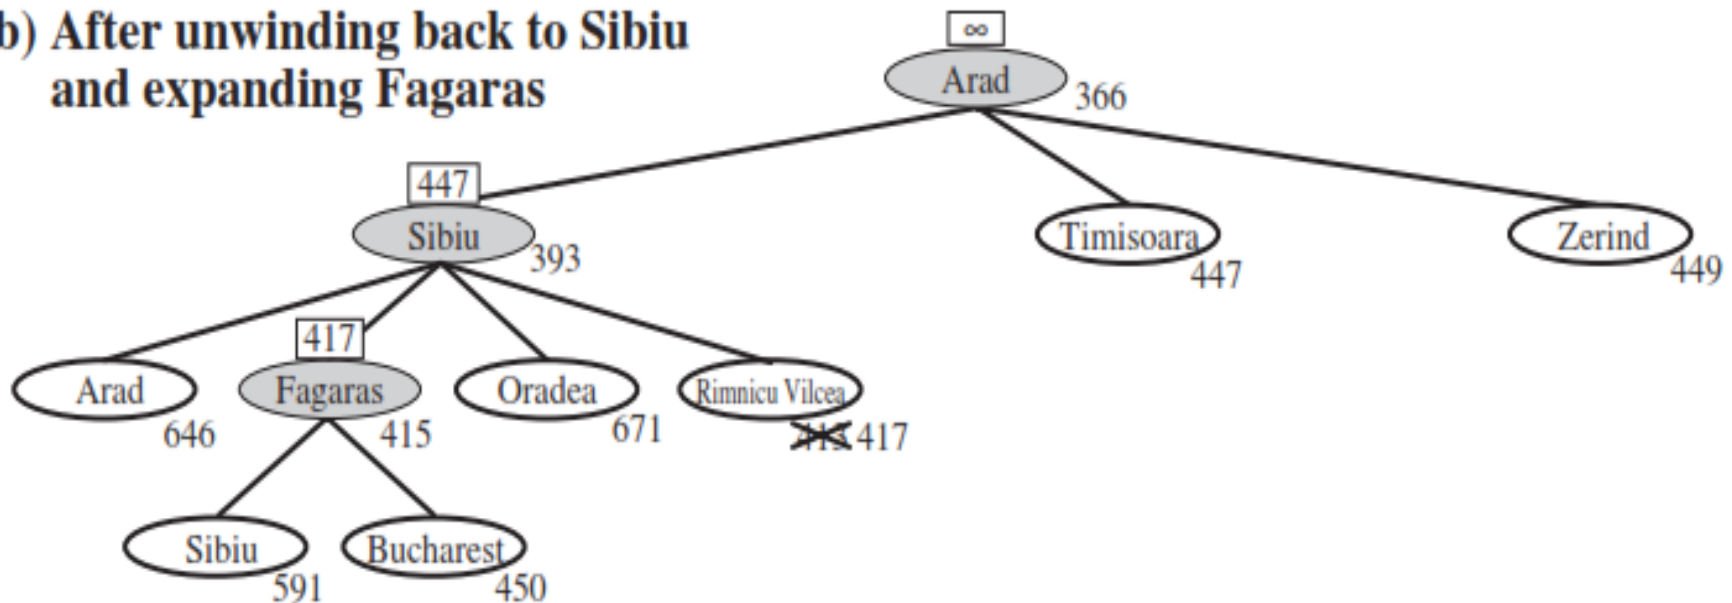 b) After unwinding back to Sibiu
and expanding Fagaras
∞
Arad
366
447
Sibiu
393
Timisoara
447
Zerind
449
417
Arad
646
Fagaras
415
Oradea
671
Rimnicu Vilcea
413 417
Sibiu
591
Bucharest
450